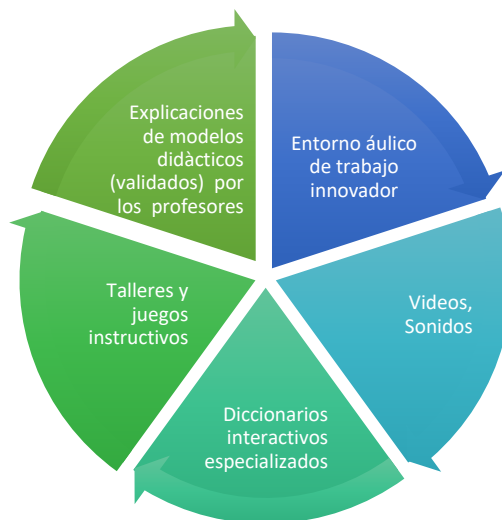 Explicaciones
de modelos
didàcticos
(validados) por
los profesores
Entorno áulico
de trabajo
innovador
Talleres y
juegos
instructivos
Videos,
Sonidos
Diccionarios
interactivos
especializados